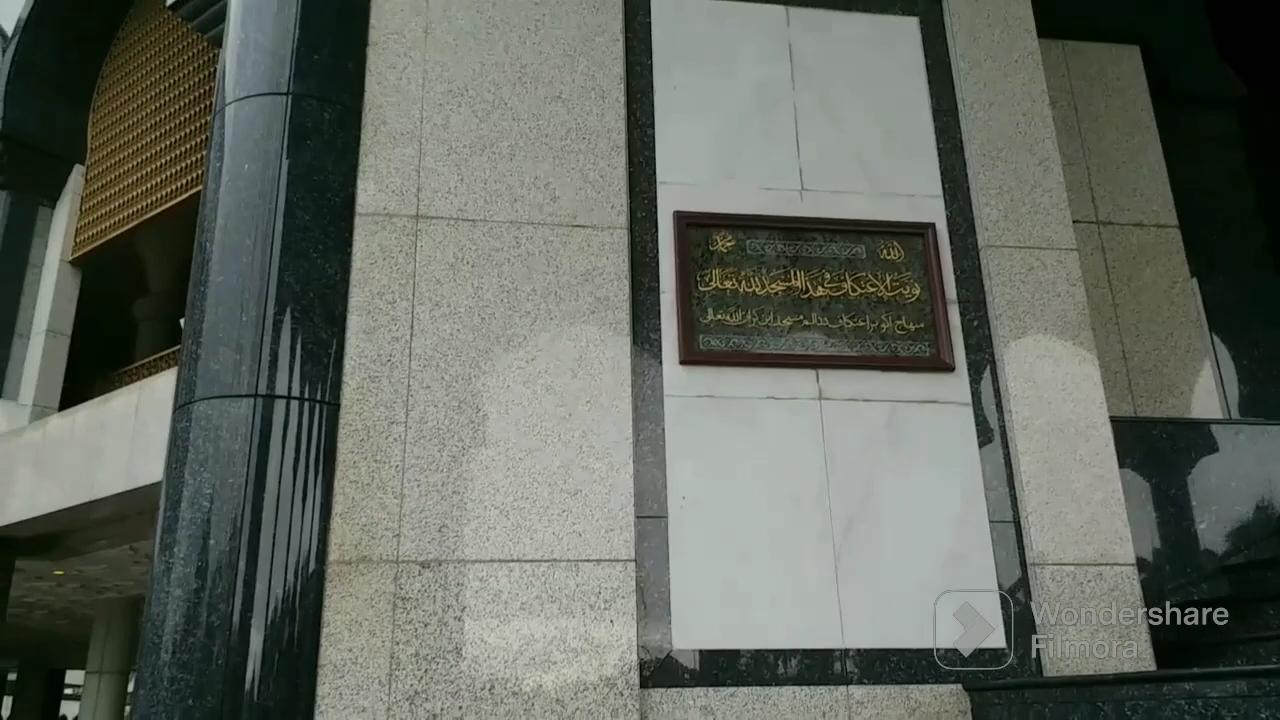 الله
محمد
نويت الاعتكاف في هذا المسجد لله تعالى
سهاج اكو براعتكاف ددالم مسجد اين كران الله تعالى
Wondershare
Filmora